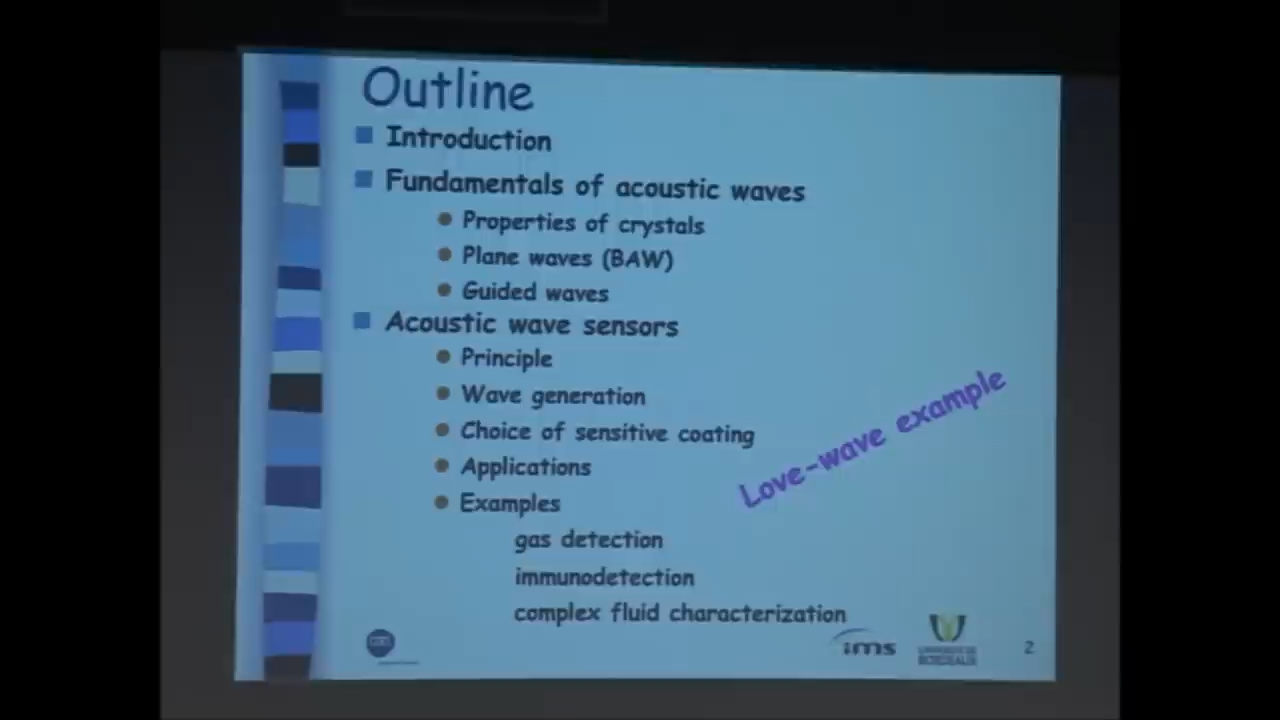 Outline
Introduction
Fundamentals of acoustic waves
Properties of crystals
Plane waves (BAW)
Guided waves
Acoustic wave sensors
Principle
Wave generation
Choice of sensitive coating
Applications
Examples
gas detection
immunodetection
complex fluid characterization
Love-wave example
ims
BORDEAUX
2